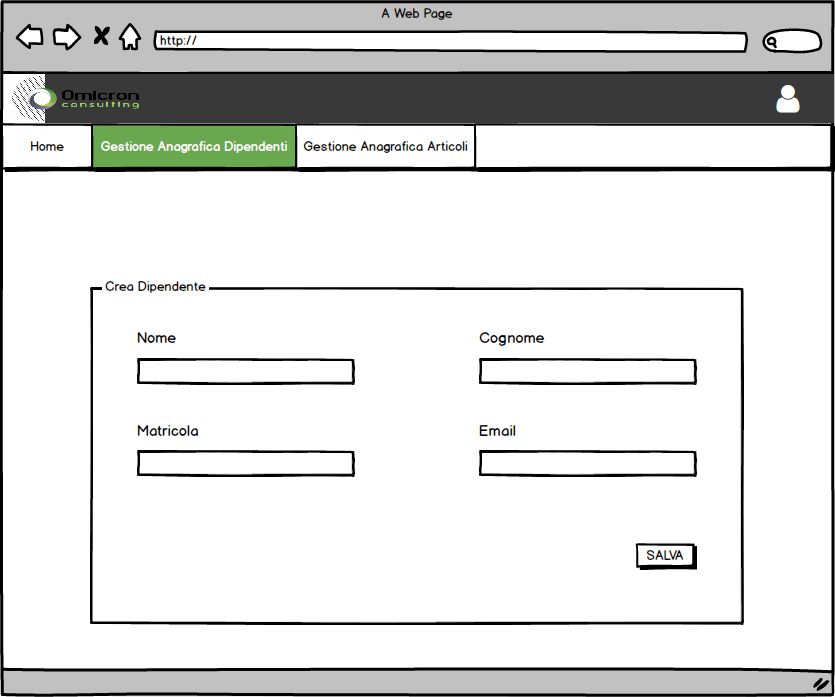 A Web Page
http://
Omicron
consulting
Home
Gestione Anagrafica Dipendenti
Gestione Anagrafica Articoli
Crea Dipendente
Nome
Cognome
Matricola
Email
SALVA